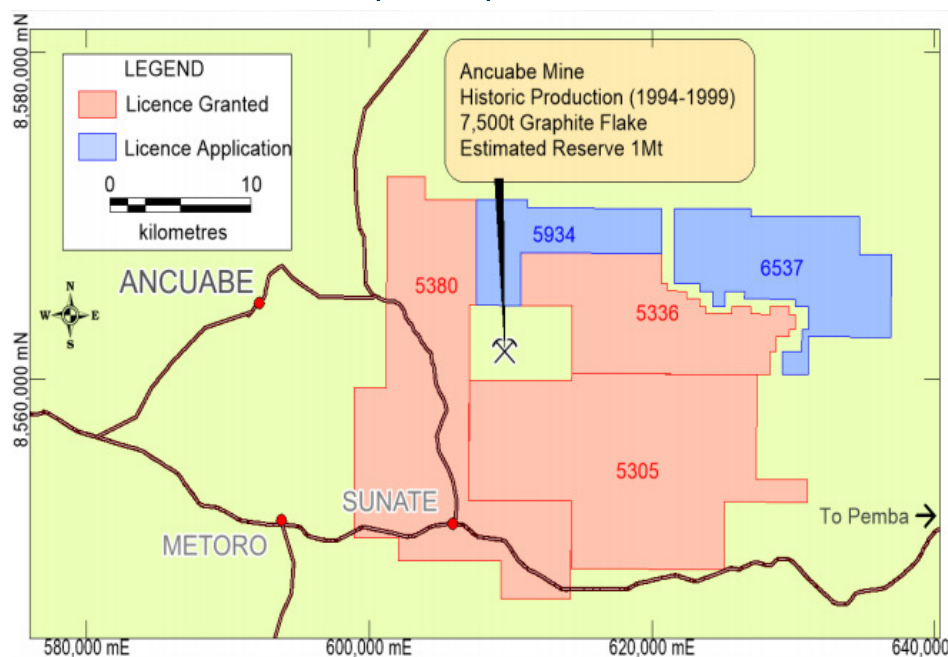 8,580,000 mN
LEGEND
Licence Granted
Licence Application
0 10
kilometres
Ancuabe Mine
Historic Production (1994-1999)
7,500t Graphite Flake
Estimated Reserve 1Mt
5934
6537
5380
5336
ANCUABE
N
W E
S
8,560,000 mN
5305
SUNATE
METORO
To Pemba
580,000 mE 600,000 mE 620,000 mE 640,000